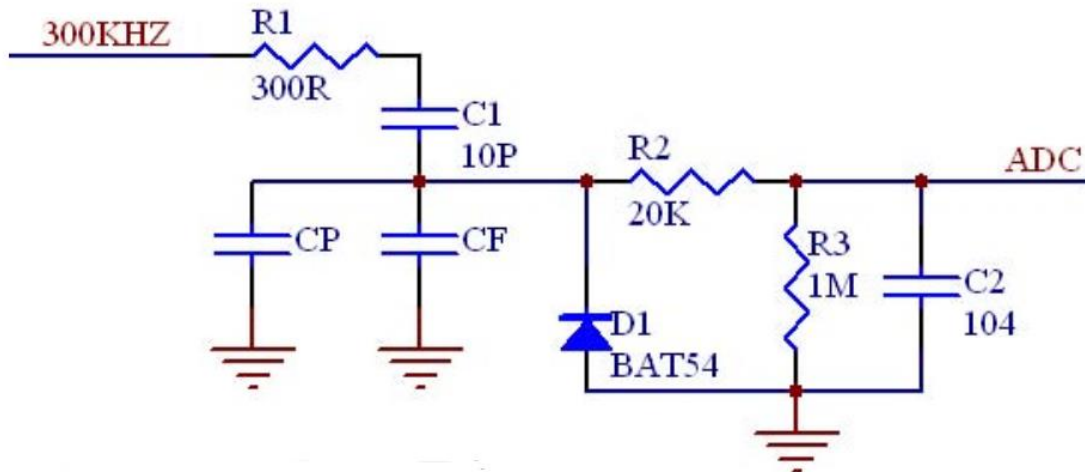 300KHZ
R1
300R
C1
10P
R2
20K
ADC
CP
CF
D1
BAT54
R3
1M
C2
104